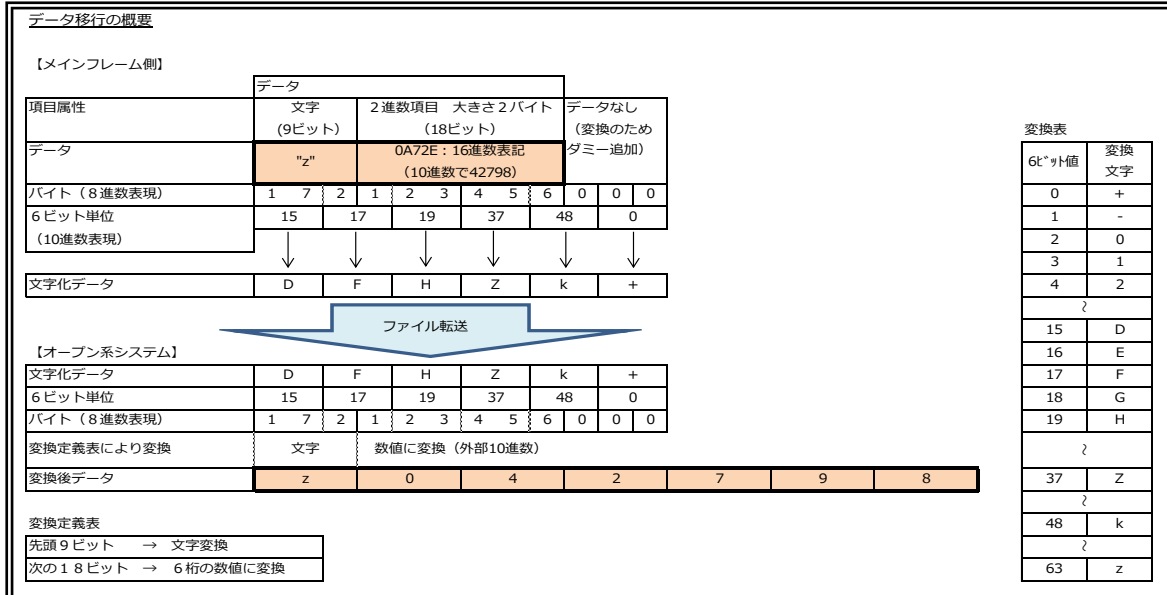 データ移行の概要
【メインフレーム側】
データ
項目属性 文字 2進数項目 大きさ2バイト データなし
(9ビット) (18ビット) (変換のため
データ "z" 0A72E:16進数表記 ダミー追加)
(10進数で42798)
バイト(8進数表現) 1 7 2 1 2 3 4 5 6 0 0 0
6ビット単位 15 17 19 37 48 0
(10進数表現)
文字化データ D F H Z k +
ファイル転送
【オープン系システム】
文字化データ D F H Z k +
6ビット単位 15 17 19 37 48 0
バイト(8進数表現) 1 7 2 1 2 3 4 5 6 0 0 0
変換定義表により変換 文字 数値に変換(外部10進数)
変換後データ z 0 4 2 7 9 8
変換定義表
先頭9ビット → 文字変換
次の18ビット → 6桁の数値に変換
変換表
6ビット値 変換
文字
0 +
1 -
2 0
3 1
4 2
~
15 D
16 E
17 F
18 G
19 H
~
37 Z
~
48 k
~
63 z